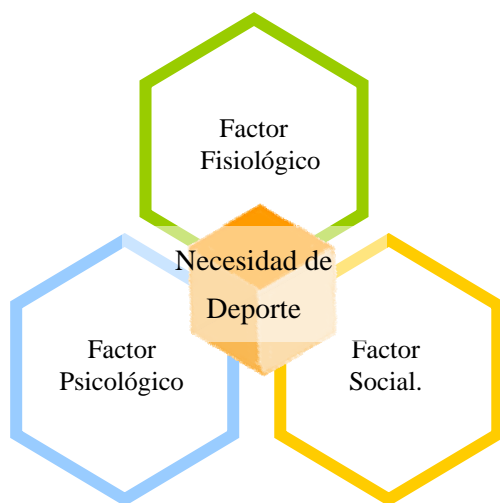 Factor
Fisiológico
Necesidad de
Deporte
Factor
Psicológico
Factor
Social.